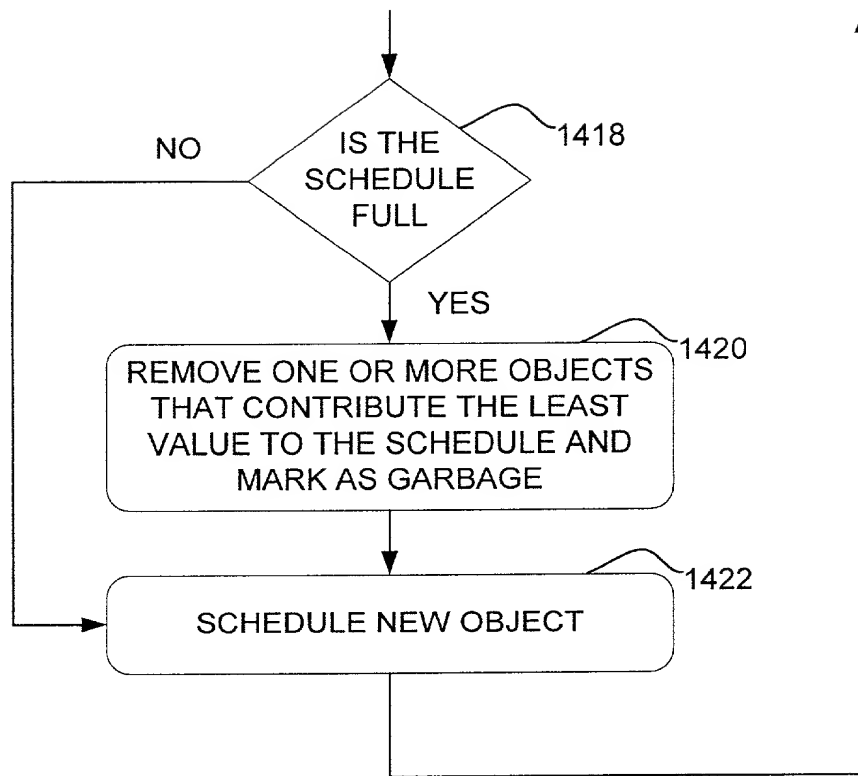 IS THE
SCHEDULE
FULL
1418
NO
YES
1420
REMOVE ONE OR MORE OBJECTS
THAT CONTRIBUTE THE LEAST
VALUE TO THE SCHEDULE AND
MARK AS GARBAGE
1422
SCHEDULE NEW OBJECT